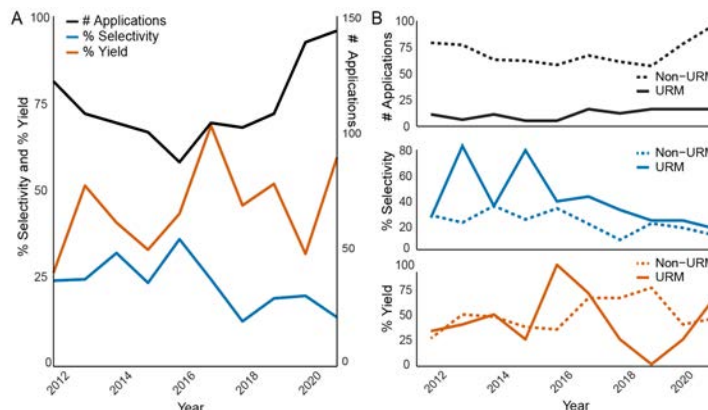 A
# Applications
% Selectivity
% Yield
% Selectivity and % Yield
100
75
50
25
0
# Applications
150
100
50
0
2012
2014
2016
2018
2020
Year
B
# Applications
100
75
50
25
0
Non-URM
URM
% Selectivity
80
60
40
20
0
Non-URM
URM
% Yield
100
75
50
25
0
Non-URM
URM
2012
2014
2016
2018
2020
Year